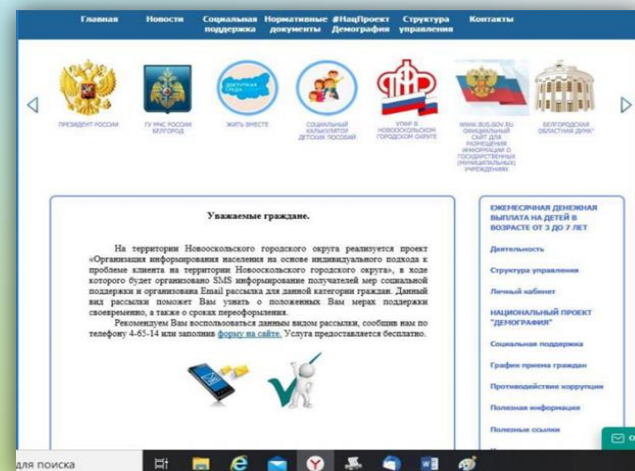 Главная
Новости
Социальная поддержка
Нормативные документы
#НацПроект Демография
Структура управления
Контакты
ПРЕЗИДЕНТ РОССИИ
ГУ МЧС РОССИИ
БЕЛГОРОД
ДОСТУПНАЯ
СРЕДА
ЖИТЬ ВМЕСТЕ
СОЦИАЛЬНЫЙ
КАЛЬКУЛЯТОР
ДЕТСКИХ ПОСОБИЙ
УПФР В
НОВООСКОЛЬСКОМ
ГОРОДСКОМ ОКРУГЕ
WWW.BUS.GOV.RU
ОФИЦИАЛЬНЫЙ
САЙТ ДЛЯ
РАЗМЕЩЕНИЯ
ИНФОРМАЦИИ О
ГОСУДАРСТВЕННЫХ
(МУНИЦИПАЛЬНЫХ)
УЧРЕЖДЕНИЯХ
БЕЛГОРОДСКАЯ
ОБЛАСТНАЯ ДУМА"
Уважаемые граждане.
На территории Новооскольского городского округа реализуется проект
«Организация информирования населения на основе индивидуального подхода к
проблеме клиента на территории Новооскольского городского округа», в ходе
которого будет организовано SMS информирование получателей мер социальной
поддержки и организована Email рассылка для данной категории граждан. Данный
вид рассылки поможет Вам узнать о положенных Вам мерах поддержки
своевременно, а также о сроках переоформления.
Рекомендуем Вам воспользоваться данным видом рассылки, сообщив нам по
телефону 4-65-14 или заполнив форму на сайте. Услуга предоставляется бесплатно.
ЕЖЕМЕСЯЧНАЯ ДЕНЕЖНАЯ
ВЫПЛАТА НА ДЕТЕЙ В
ВОЗРАСТЕ ОТ 3 ДО 7 ЛЕТ
Деятельность
Структура управления
Личный кабинет
НАЦИОНАЛЬНЫЙ ПРОЕКТ
"ДЕМОГРАФИЯ"
Социальная поддержка
График приема граждан
Противодействие коррупции
Полезная информация
Полезные ссылки
для поиска